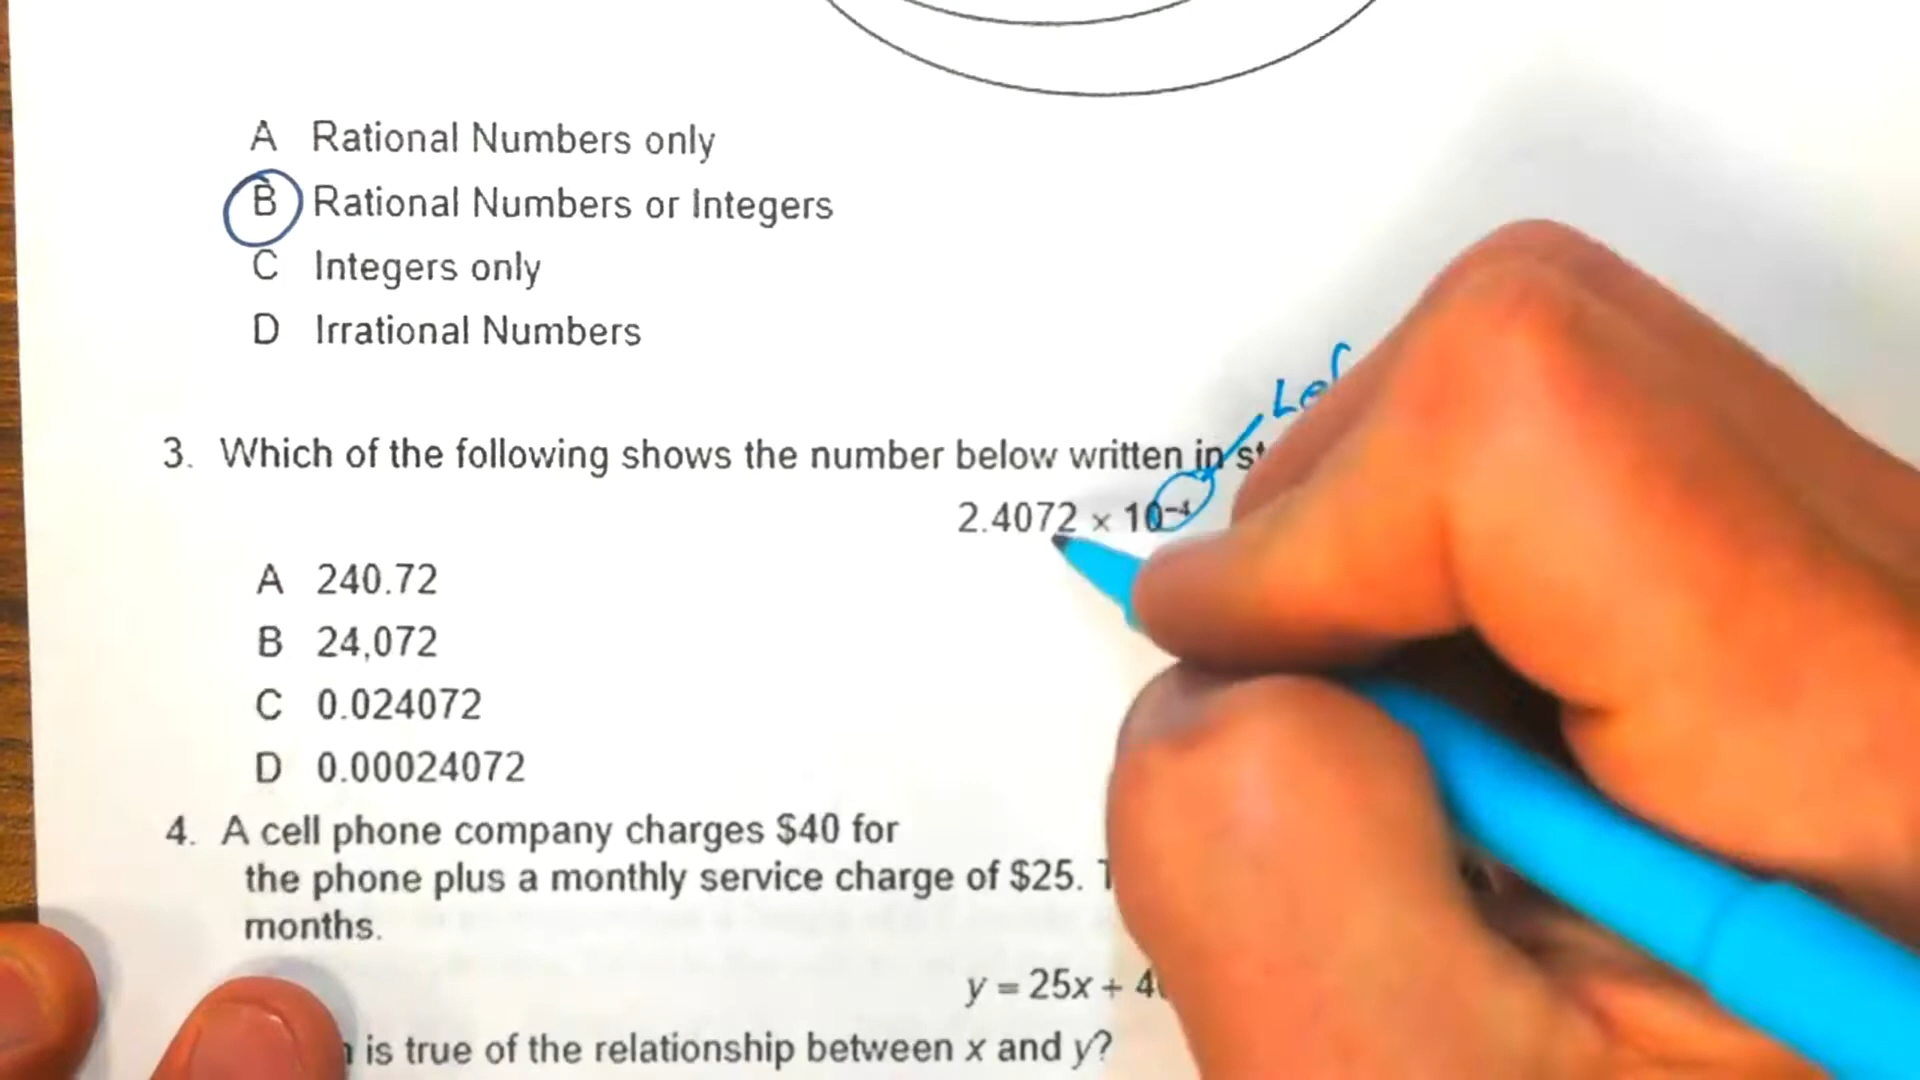 A Rational Numbers only
B Rational Numbers or Integers
C Integers only
D Irrational Numbers
3. Which of the following shows the number below written in
2.4072 × 10⁻⁴
A 240.72
B 24,072
C 0.024072
D 0.00024072
4. A cell phone company charges $40 for
the phone plus a monthly service charge of $25.
months.
y = 25x + 4
is true of the relationship between x and y?